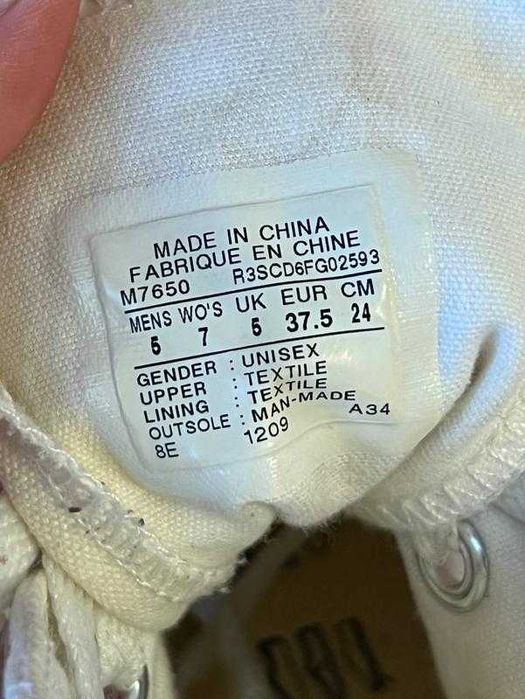 MADE IN CHINA
FABRIQUE EN CHINE
M7650 R3SCD6FG02593
MENS WO'S UK EUR CM
5 7 5 37.5 24
GENDER : UNISEX
UPPER : TEXTILE
LINING : TEXTILE
OUTSOLE : MAN-MADE
8E 1209 A34